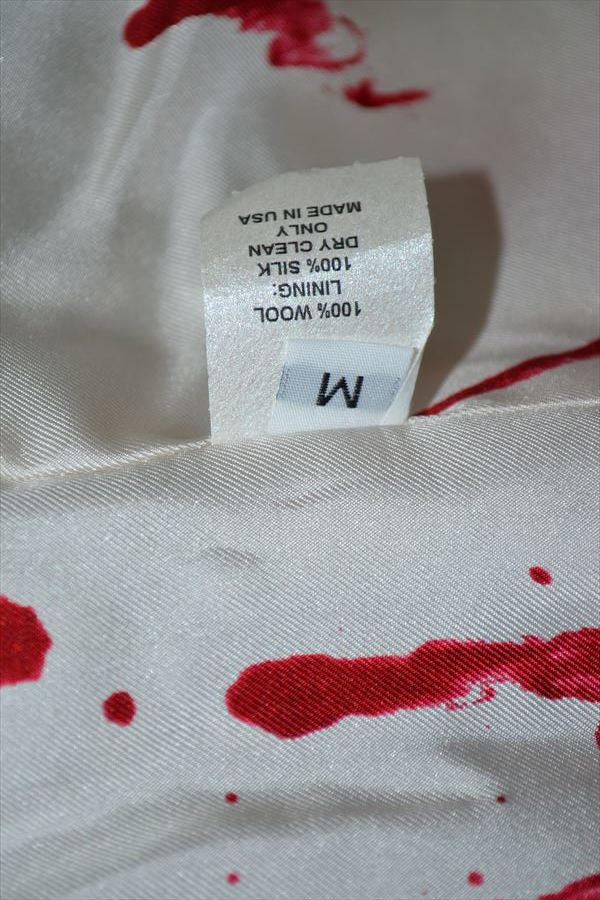 100% WOOL
LINING:
100% SILK
DRY CLEAN
ONLY
MADE IN USA
M